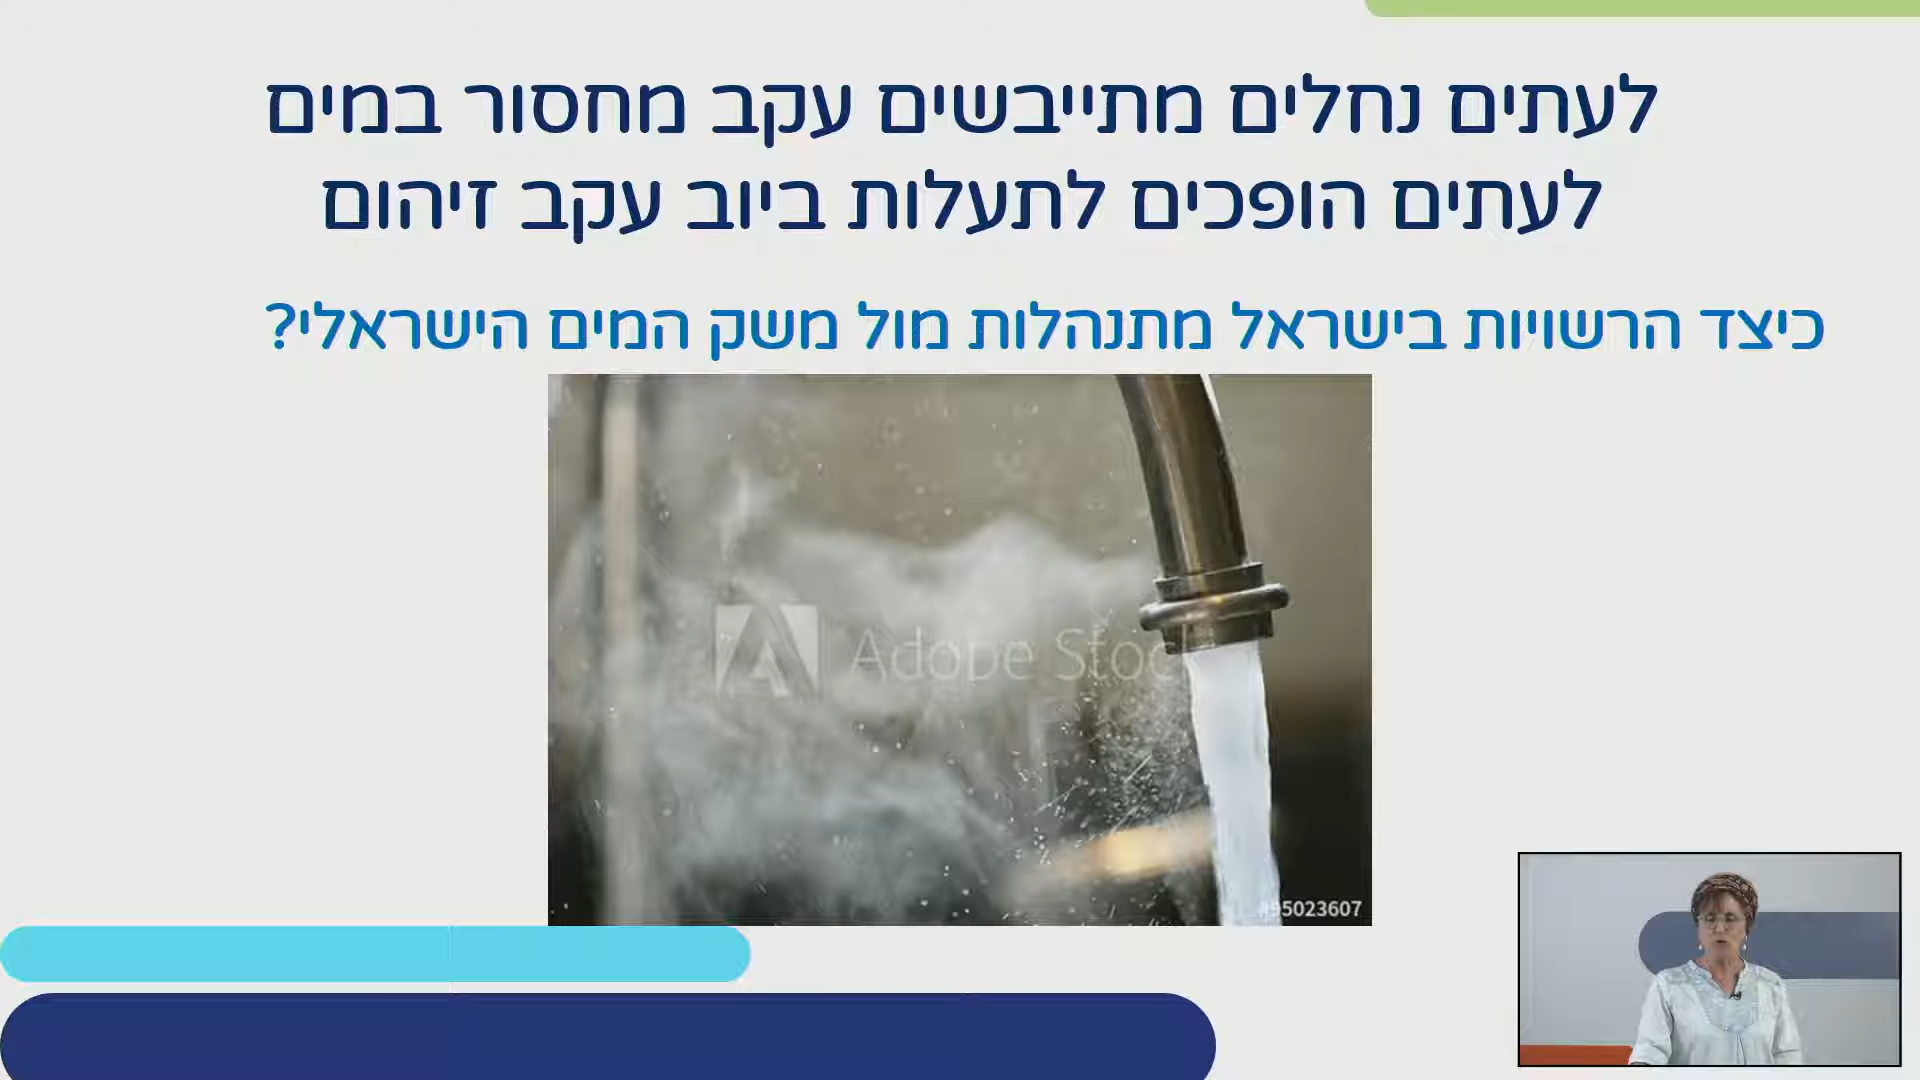 לעתים נחלים מתייבשים עקב מחסור במים
לעתים הופכים לתעלות ביוב עקב זיהום
כיצד הרשויות בישראל מתנהלות מול משק המים הישראלי?
Adobe Stock
#95023607